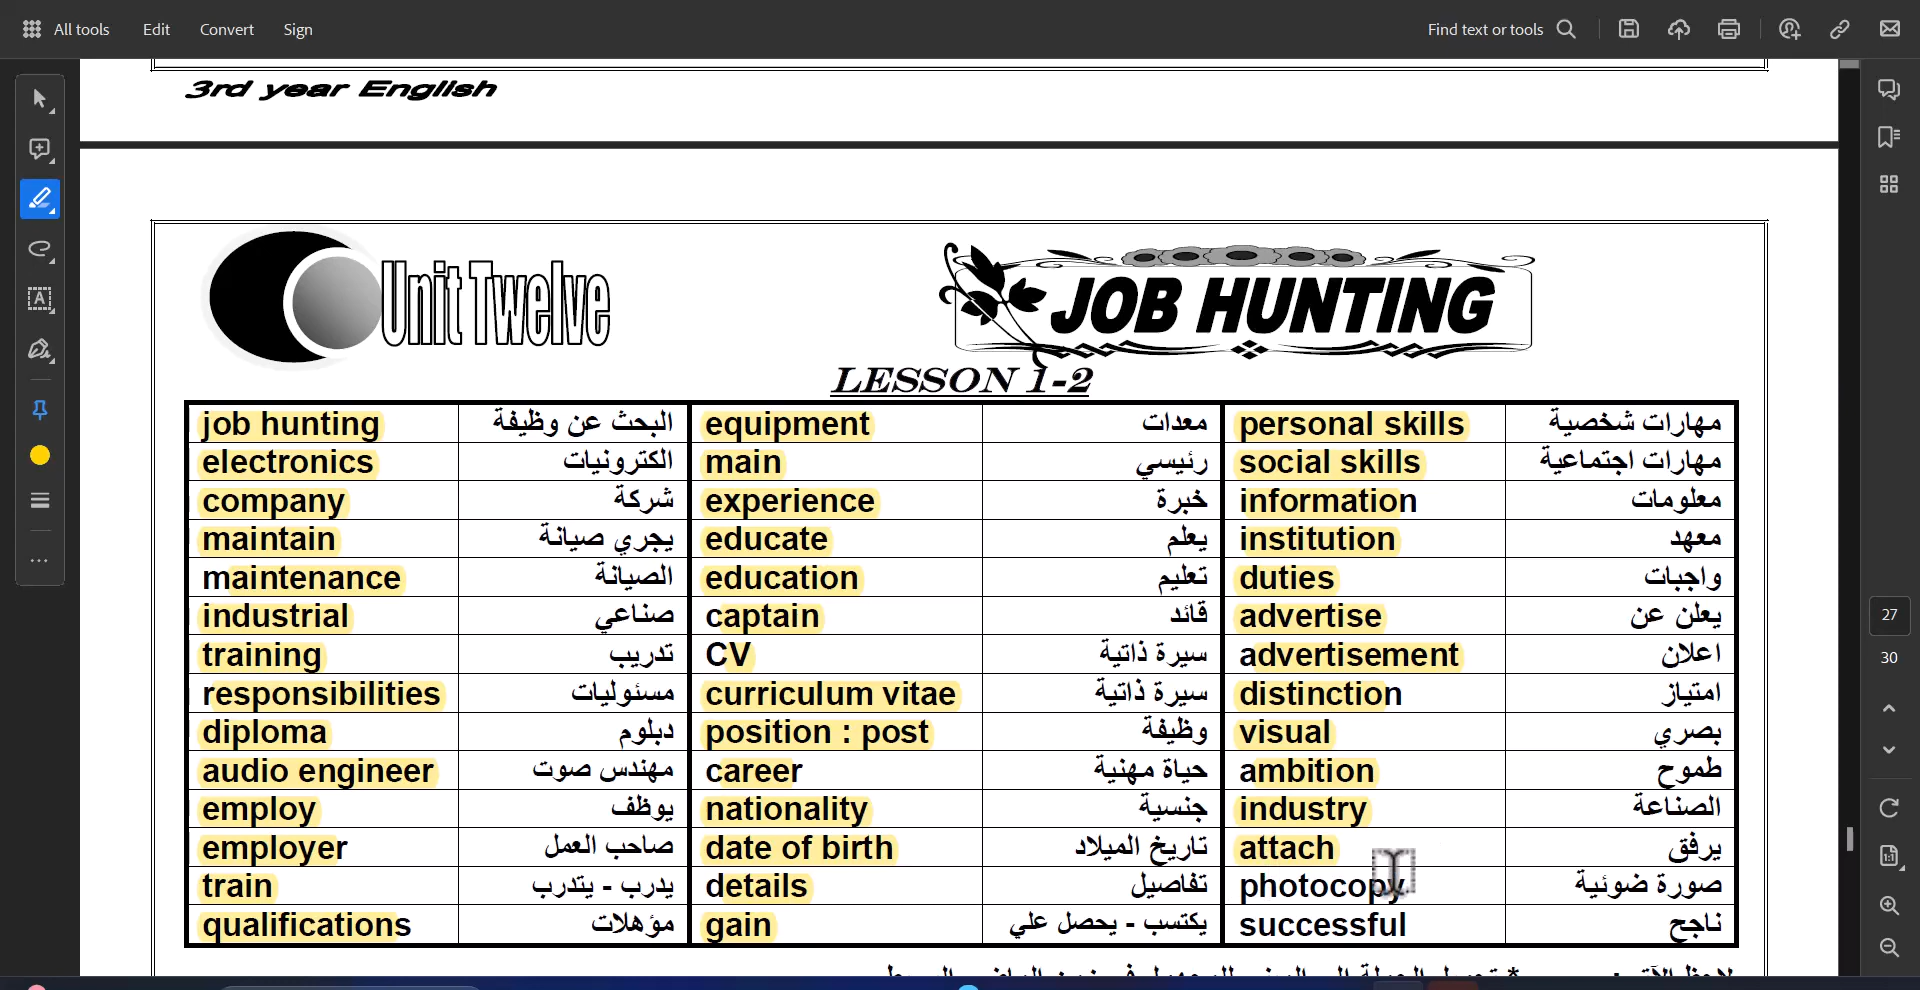 All tools Edit Convert Sign Find text or tools
3rd year English
Unit Twelve
JOB HUNTING
LESSON 1-2
job hunting البحث عن وظيفة equipment معدات personal skills مهارات شخصية
electronics الكترونيات main رئيسي social skills مهارات اجتماعية
company شركة experience خبرة information معلومات
maintain يجري صيانة educate يعلم institution معهد
maintenance الصيانة education تعليم duties واجبات
industrial صناعي captain قائد advertise يعلن عن
training تدريب CV سيرة ذاتية advertisement اعلان
responsibilities مسئوليات curriculum vitae سيرة ذاتية distinction امتياز
diploma دبلوم position : post وظيفة visual بصري
audio engineer مهندس صوت career حياة مهنية ambition طموح
employ يوظف nationality جنسية industry الصناعة
employer صاحب العمل date of birth تاريخ الميلاد attach يرفق
train يدرب - يتدرب details تفاصيل photocopy صورة ضوئية
qualifications مؤهلات gain يكتسب - يحصل علي successful ناجح
27
30